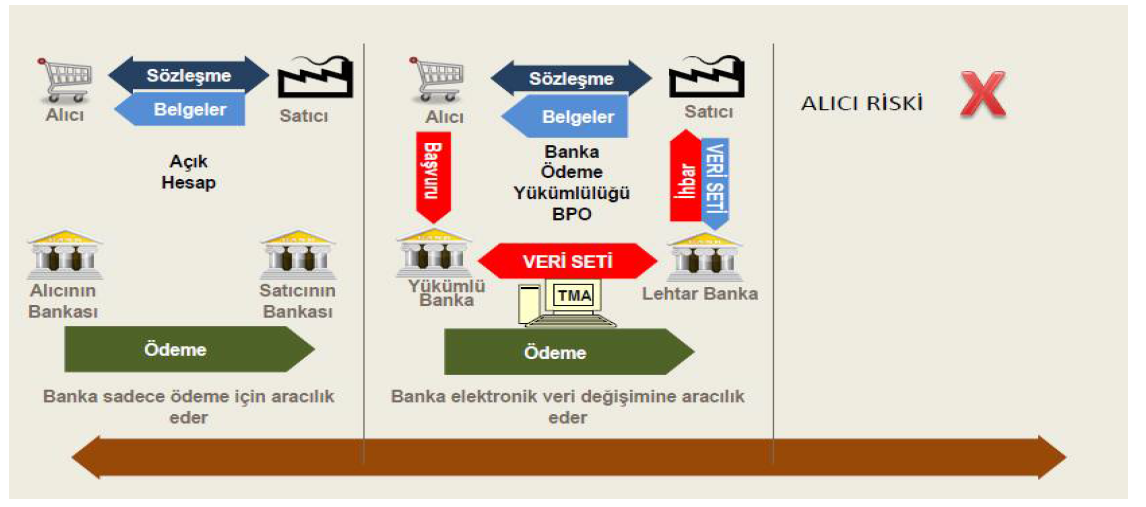 Sözleşme
Belgeler
Alıcı
Satıcı
Açık
Hesap
Alıcının
Bankası
Satıcının
Bankası
Ödeme
Banka sadece ödeme için aracılık
eder
Sözleşme
Belgeler
Alıcı
Satıcı
Başvuru
Banka
Ödeme
Yükümlülüğü
BPO
İhbar
VERİ SETİ
VERİ SETİ
TMA
Yükümlü
Banka
Lehtar Banka
Ödeme
Banka elektronik veri değişimine aracılık
eder
ALICI RİSKİ
X